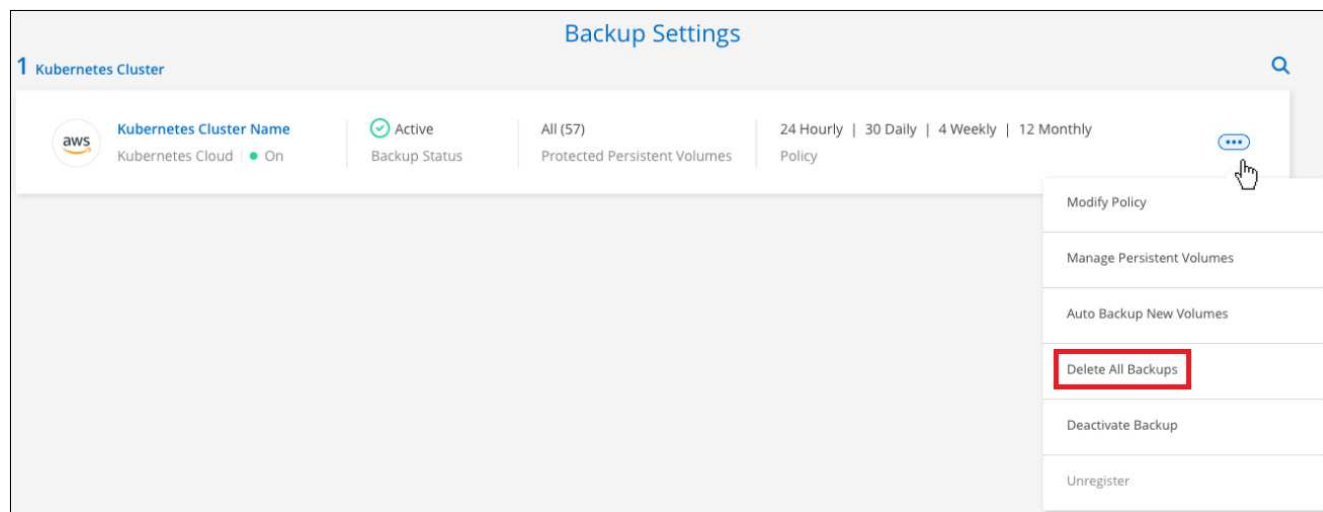 Backup Settings
1 Kubernetes Cluster
aws
Kubernetes Cluster Name
Active
All (57)
24 Hourly | 30 Daily | 4 Weekly | 12 Monthly
Kubernetes Cloud
On
Backup Status
Protected Persistent Volumes
Policy
Modify Policy
Manage Persistent Volumes
Auto Backup New Volumes
Delete All Backups
Deactivate Backup
Unregister